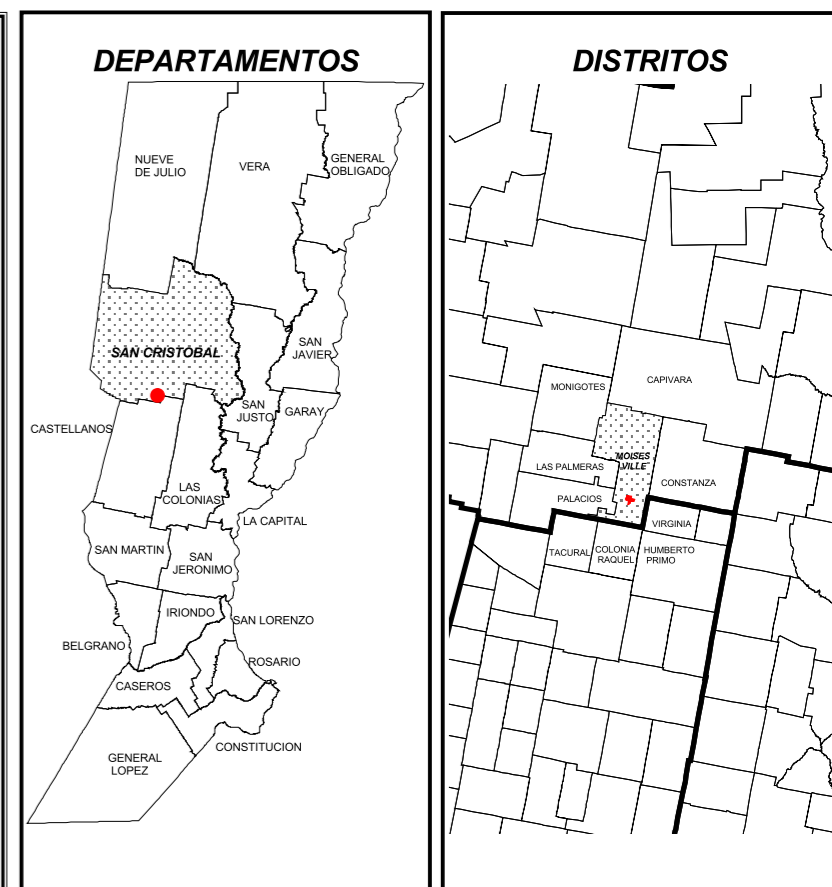 DEPARTAMENTOS
NUEVE
DE JULIO
VERA
GENERAL
OBLIGADO
SAN CRISTOBAL
SAN
JAVIER
CASTELLANOS
SAN
JUSTO
GARAY
LAS
COLONIAS
LA CAPITAL
SAN MARTIN
SAN
JERONIMO
IRIONDO
SAN LORENZO
BELGRANO
ROSARIO
CASEROS
CONSTITUCION
GENERAL
LOPEZ
DISTRITOS
MONIGOTES
CAPIVARA
MOISES
VILLE
LAS PALMERAS
CONSTANZA
PALACIOS
VIRGINIA
TACURAL
COLONIA
RAQUEL
HUMBERTO
PRIMO